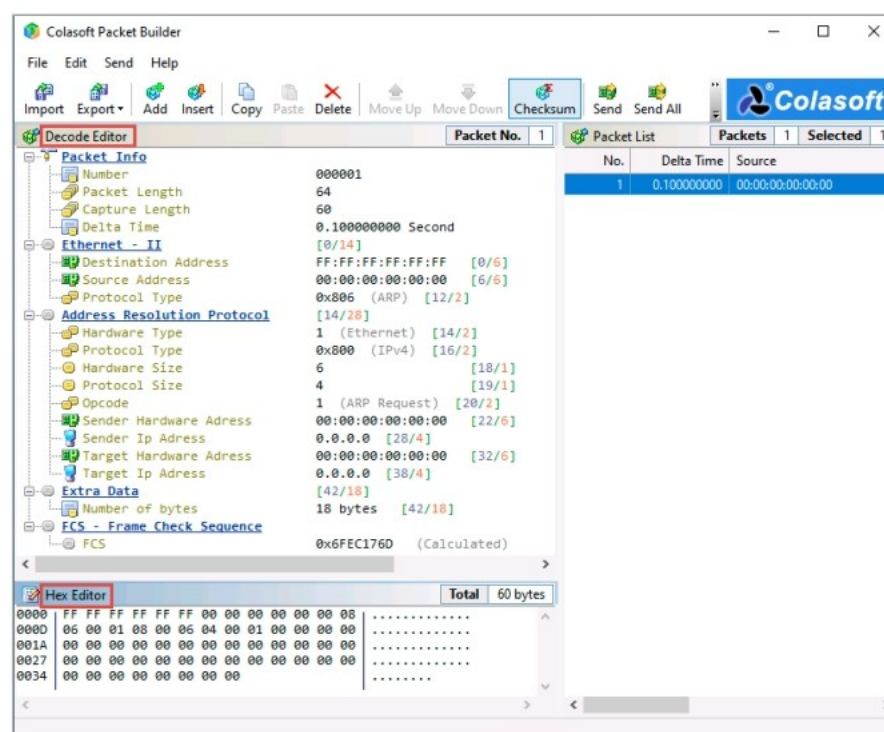 Colasoft Packet Builder
File Edit Send Help
Import Export Add Insert Copy Paste Delete Move Up Move Down Checksum Send Send All Colasoft
Decode Editor Packet No. 1
Packet Info
Number 000001
Packet Length 64
Capture Length 60
Delta Time 0.100000000 Second
Ethernet - II [0/14]
Destination Address FF:FF:FF:FF:FF:FF [0/6]
Source Address 00:00:00:00:00:00 [6/6]
Protocol Type 0x806 (ARP) [12/2]
Address Resolution Protocol [14/28]
Hardware Type 1 (Ethernet) [14/2]
Protocol Type 0x800 (IPv4) [16/2]
Hardware Size 6 [18/1]
Protocol Size 4 [19/1]
Opcode 1 (ARP Request) [20/2]
Sender Hardware Adress 00:00:00:00:00:00 [22/6]
Sender Ip Adress 0.0.0.0 [28/4]
Target Hardware Adress 00:00:00:00:00:00 [32/6]
Target Ip Adress 0.0.0.0 [38/4]
Extra Data [42/18]
Number of bytes 18 bytes [42/18]
FCS - Frame Check Sequence
FCS 0x6FEC176D (Calculated)
Hex Editor Total 60 bytes
0000 FF FF FF FF FF FF 00 00 00 00 00 00 08 .............
000D 06 00 01 08 00 06 04 00 01 00 00 00 00 .............
001A 00 00 00 00 00 00 00 00 00 00 00 00 00 .............
0027 00 00 00 00 00 00 00 00 00 00 00 00 00 .............
0034 00 00 00 00 00 00 00 00 ........
Packet List Packets 1 Selected 1
No. Delta Time Source
1 0.100000000 00:00:00:00:00:00